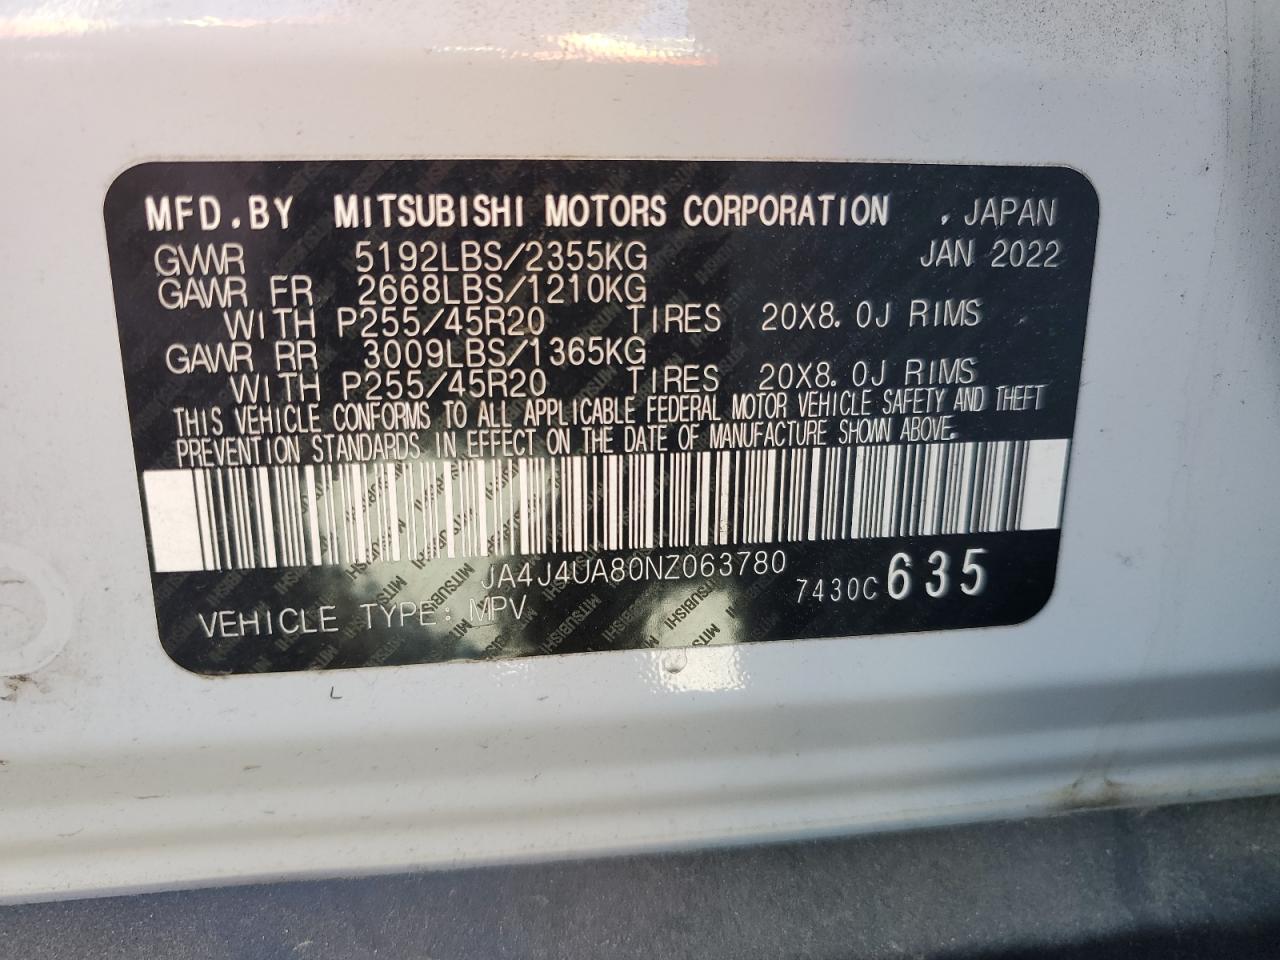 MFD.BY MITSUBISHI MOTORS CORPORATION , JAPAN
GVWR 5192LBS/2355KG JAN 2022
GAWR FR 2668LBS/1210KG
WITH P255/45R20 TIRES 20X8.0J RIMS
GAWR RR 3009LBS/1365KG
WITH P255/45R20 TIRES 20X8.0J RIMS
THIS VEHICLE CONFORMS TO ALL APPLICABLE FEDERAL MOTOR VEHICLE SAFETY AND THEFT
PREVENTION STANDARDS IN EFFECT ON THE DATE OF MANUFACTURE SHOWN ABOVE.
JA4J4UA80NZ063780
7430C 635
VEHICLE TYPE: MPV